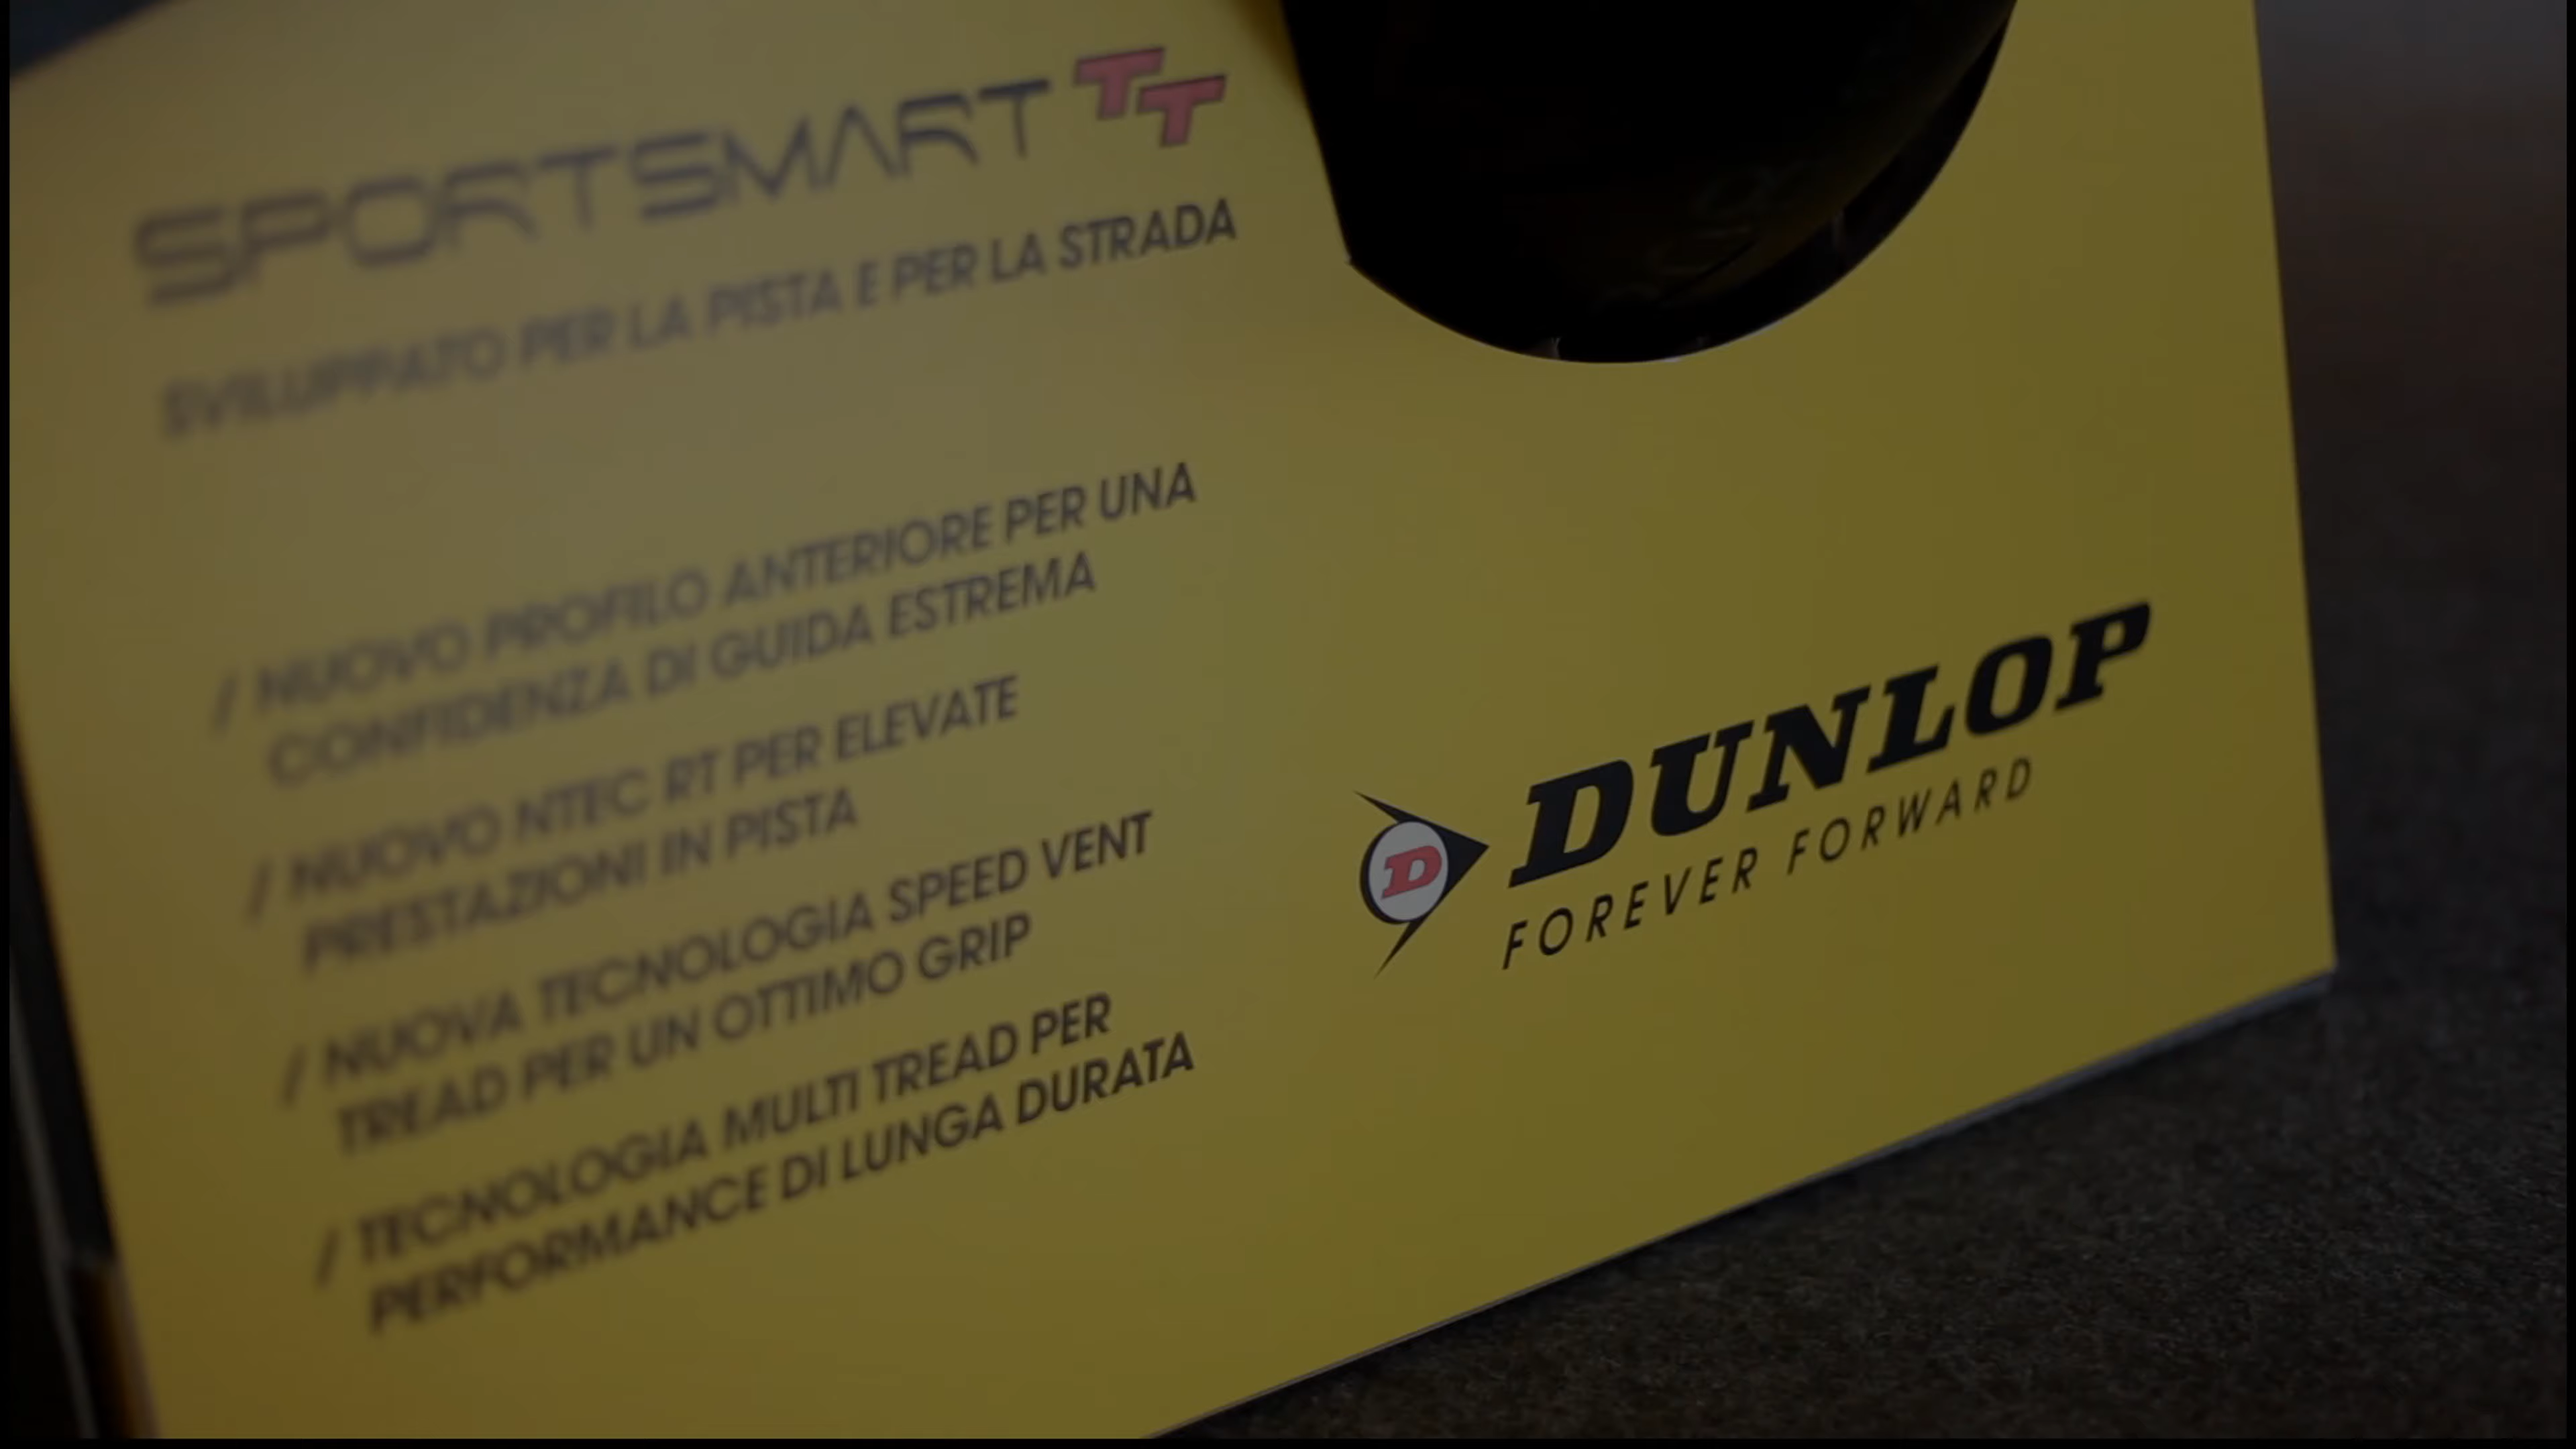 SPORTSMART TT
SVILUPPATO PER LA PISTA E PER LA STRADA
/ NUOVO PROFILO ANTERIORE PER UNA
CONFIDENZA DI GUIDA ESTREMA
/ NUOVO NTEC RT PER ELEVATE
PRESTAZIONI IN PISTA
/ NUOVA TECNOLOGIA SPEED VENT
TREAD PER UN OTTIMO GRIP
/ TECNOLOGIA MULTI TREAD PER
PERFORMANCE DI LUNGA DURATA
D DUNLOP
FOREVER FORWARD